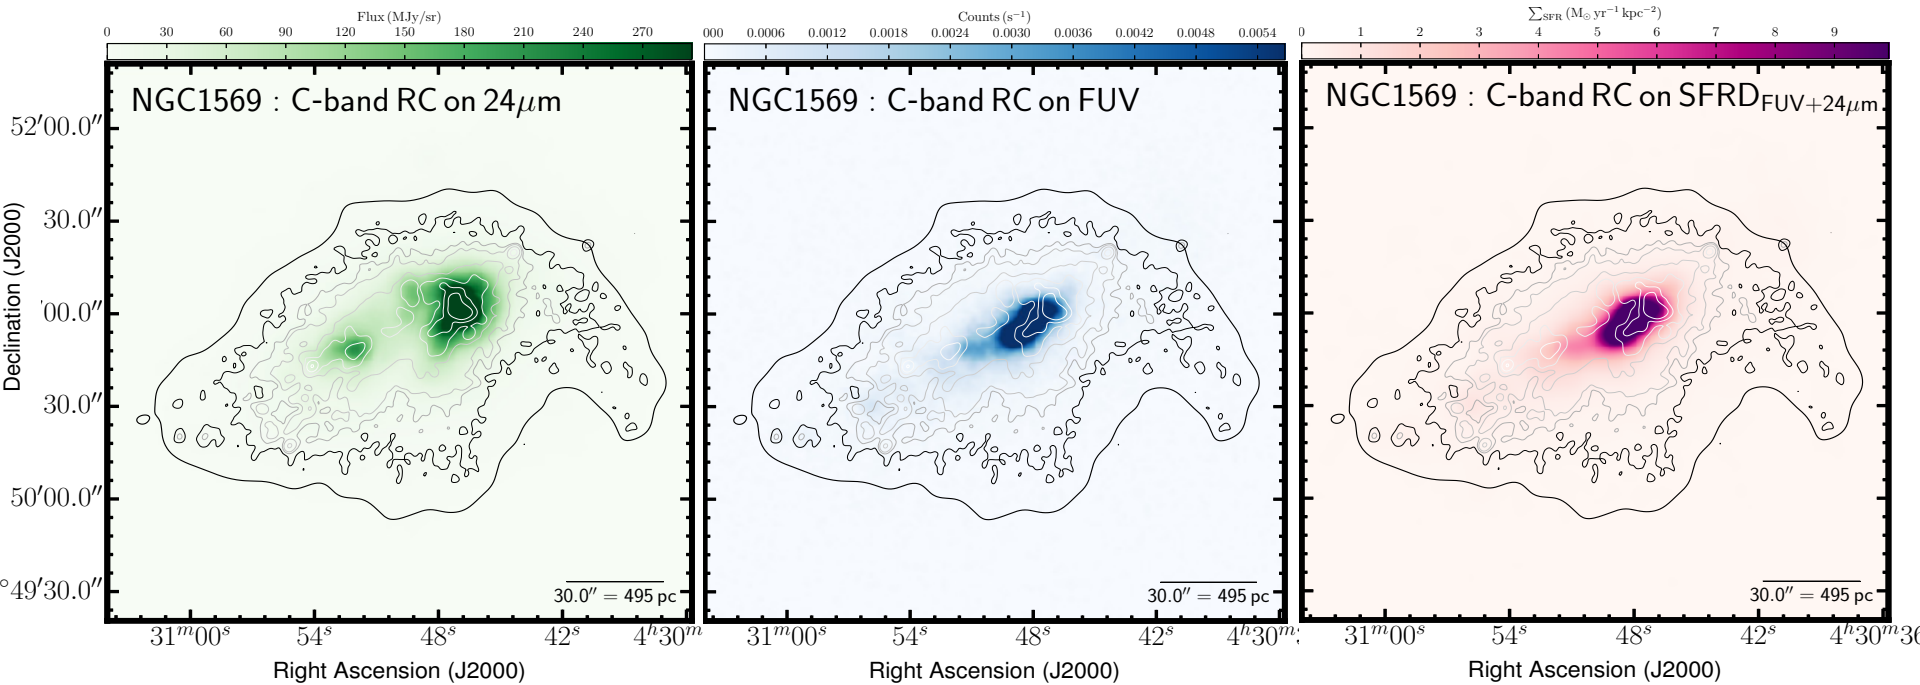 Flux (MJy/sr)
0 30 60 90 120 150 180 210 240 270
NGC1569 : C-band RC on 24μm
52′00.0″
30.0″
′00.0″
30.0″
50′00.0″
°49′30.0″
Declination (J2000)
30.0″ = 495 pc
31ᵐ00ˢ 54ˢ 48ˢ 42ˢ 4ʰ30ᵐ
Right Ascension (J2000)
Counts (s⁻¹)
000 0.0006 0.0012 0.0018 0.0024 0.0030 0.0036 0.0042 0.0048 0.0054
NGC1569 : C-band RC on FUV
30.0″ = 495 pc
31ᵐ00ˢ 54ˢ 48ˢ 42ˢ 4ʰ30ᵐ
Right Ascension (J2000)
∑SFR (M⊙ yr⁻¹ kpc⁻²)
0 1 2 3 4 5 6 7 8 9
NGC1569 : C-band RC on SFRD FUV+24μm
30.0″ = 495 pc
31ᵐ00ˢ 54ˢ 48ˢ 42ˢ 4ʰ30ᵐ36
Right Ascension (J2000)